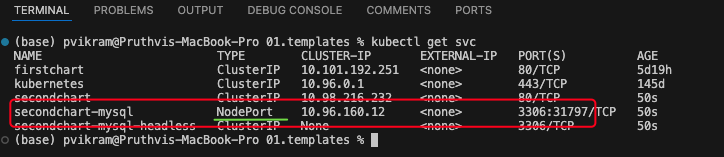 TERMINAL PROBLEMS OUTPUT DEBUG CONSOLE COMMENTS PORTS
(base) pvikram@Pruthvis-MacBook-Pro 01.templates % kubectl get svc
NAME TYPE CLUSTER-IP EXTERNAL-IP PORT(S) AGE
firstchart ClusterIP 10.101.192.251 <none> 80/TCP 5d19h
kubernetes ClusterIP 10.96.0.1 <none> 443/TCP 145d
secondchart ClusterIP 10.98.216.232 <none> 80/TCP 50s
secondchart-mysql NodePort 10.96.160.12 <none> 3306:31797/TCP 50s
secondchart-mysql-headless ClusterIP None <none> 3306/TCP 50s
(base) pvikram@Pruthvis-MacBook-Pro 01.templates %